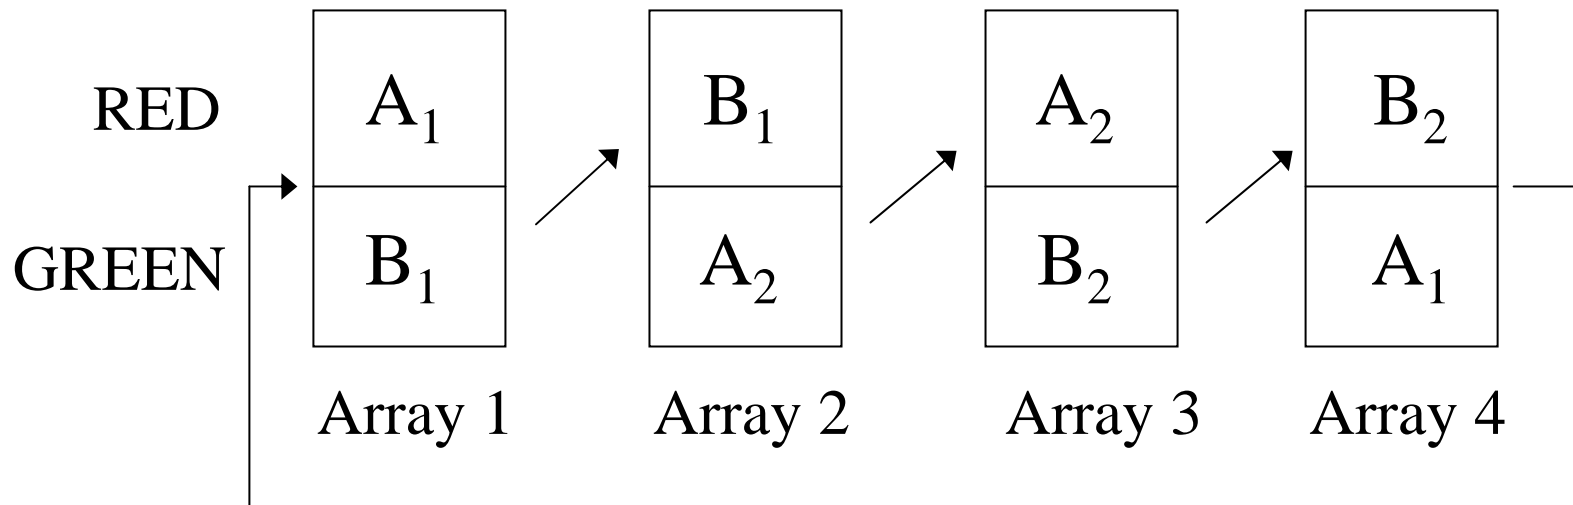 RED A₁ B₁ A₂ B₂
GREEN B₁ A₂ B₂ A₁
Array 1 Array 2 Array 3 Array 4